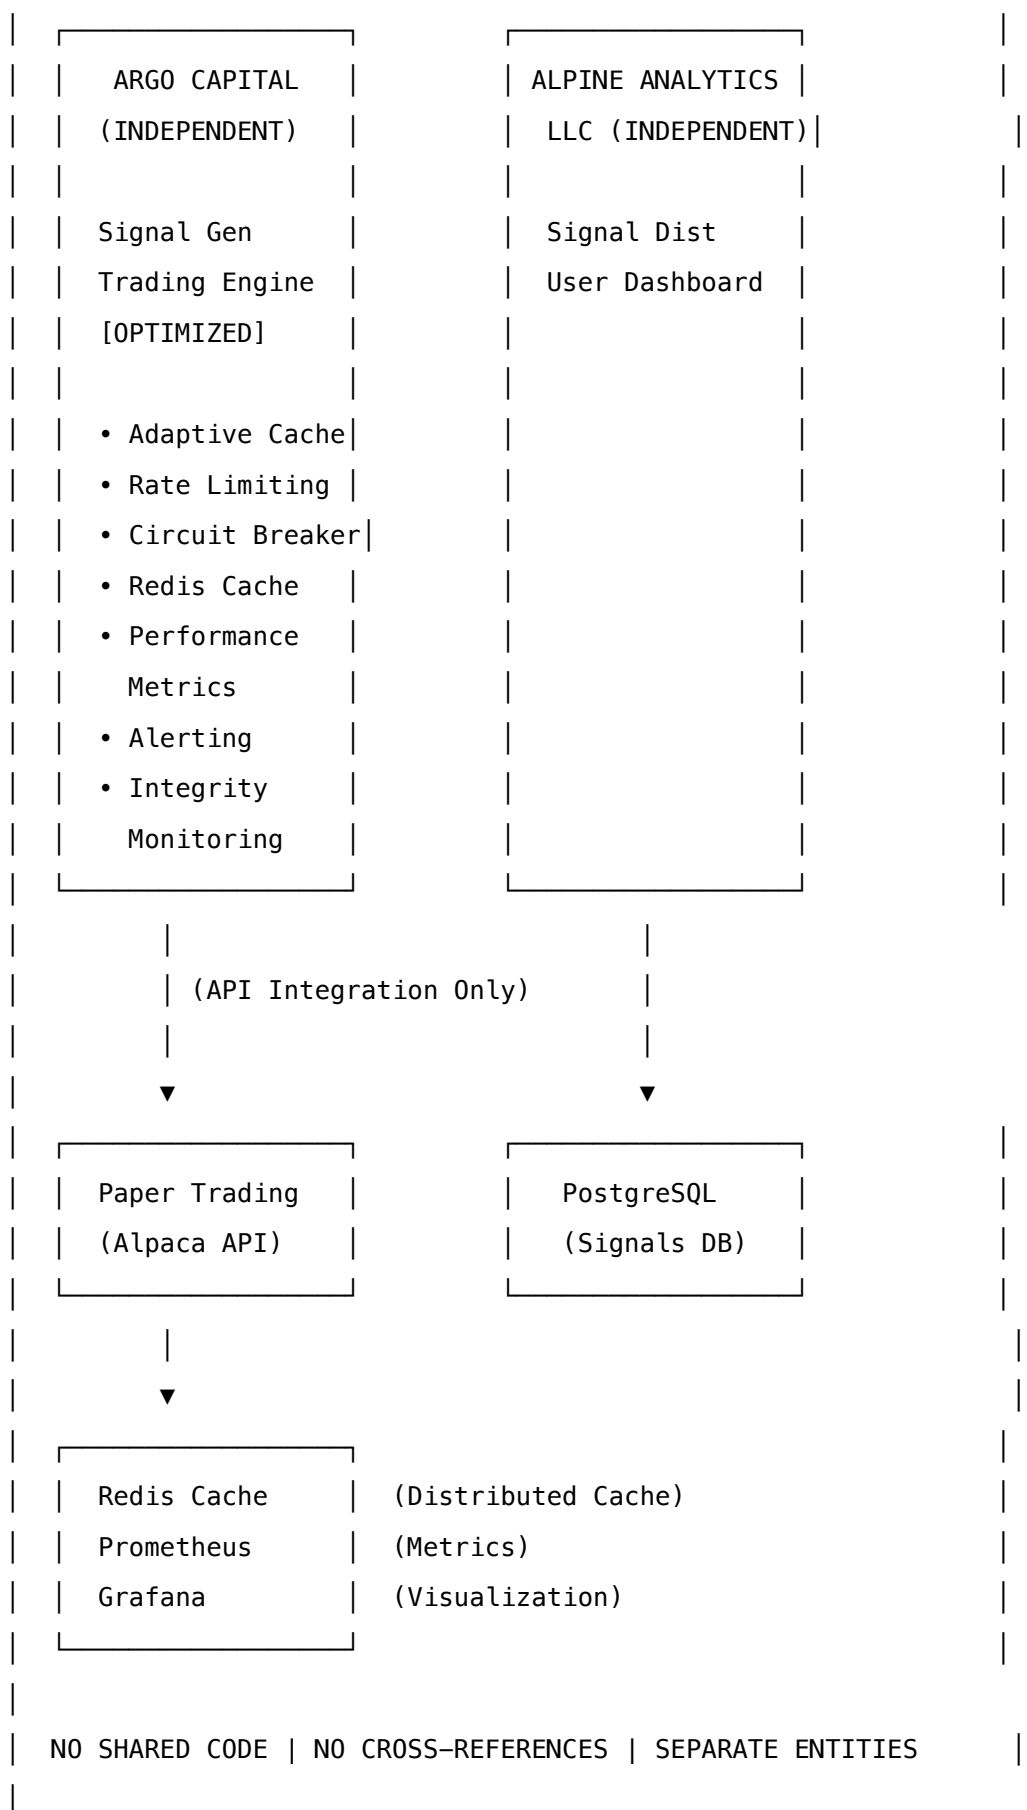 ARGO CAPITAL ALPINE ANALYTICS
(INDEPENDENT) LLC (INDEPENDENT)
Signal Gen Signal Dist
Trading Engine User Dashboard
[OPTIMIZED]
• Adaptive Cache
• Rate Limiting
• Circuit Breaker
• Redis Cache
• Performance
Metrics
• Alerting
• Integrity
Monitoring
(API Integration Only)
Paper Trading PostgreSQL
(Alpaca API) (Signals DB)
Redis Cache (Distributed Cache)
Prometheus (Metrics)
Grafana (Visualization)
NO SHARED CODE | NO CROSS-REFERENCES | SEPARATE ENTITIES